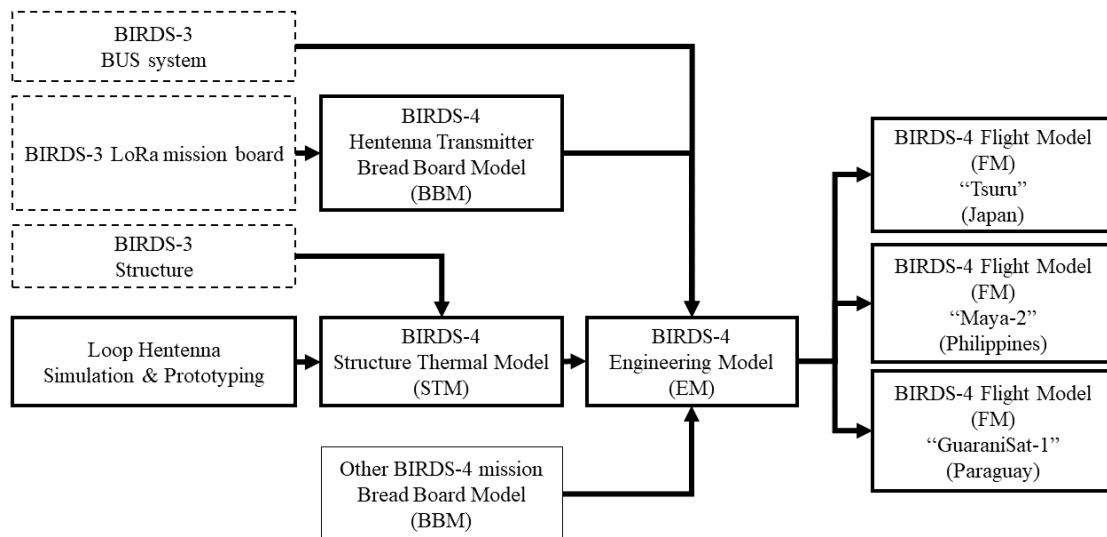 BIRDS-3
BUS system
BIRDS-3 LoRa mission board
BIRDS-4
Hentenna Transmitter
Bread Board Model
(BBM)
BIRDS-3
Structure
Loop Hentenna
Simulation & Prototyping
BIRDS-4
Structure Thermal Model
(STM)
Other BIRDS-4 mission
Bread Board Model
(BBM)
BIRDS-4
Engineering Model
(EM)
BIRDS-4 Flight Model
(FM)
“Tsuru”
(Japan)
BIRDS-4 Flight Model
(FM)
“Maya-2”
(Philippines)
BIRDS-4 Flight Model
(FM)
“GuaraniSat-1”
(Paraguay)